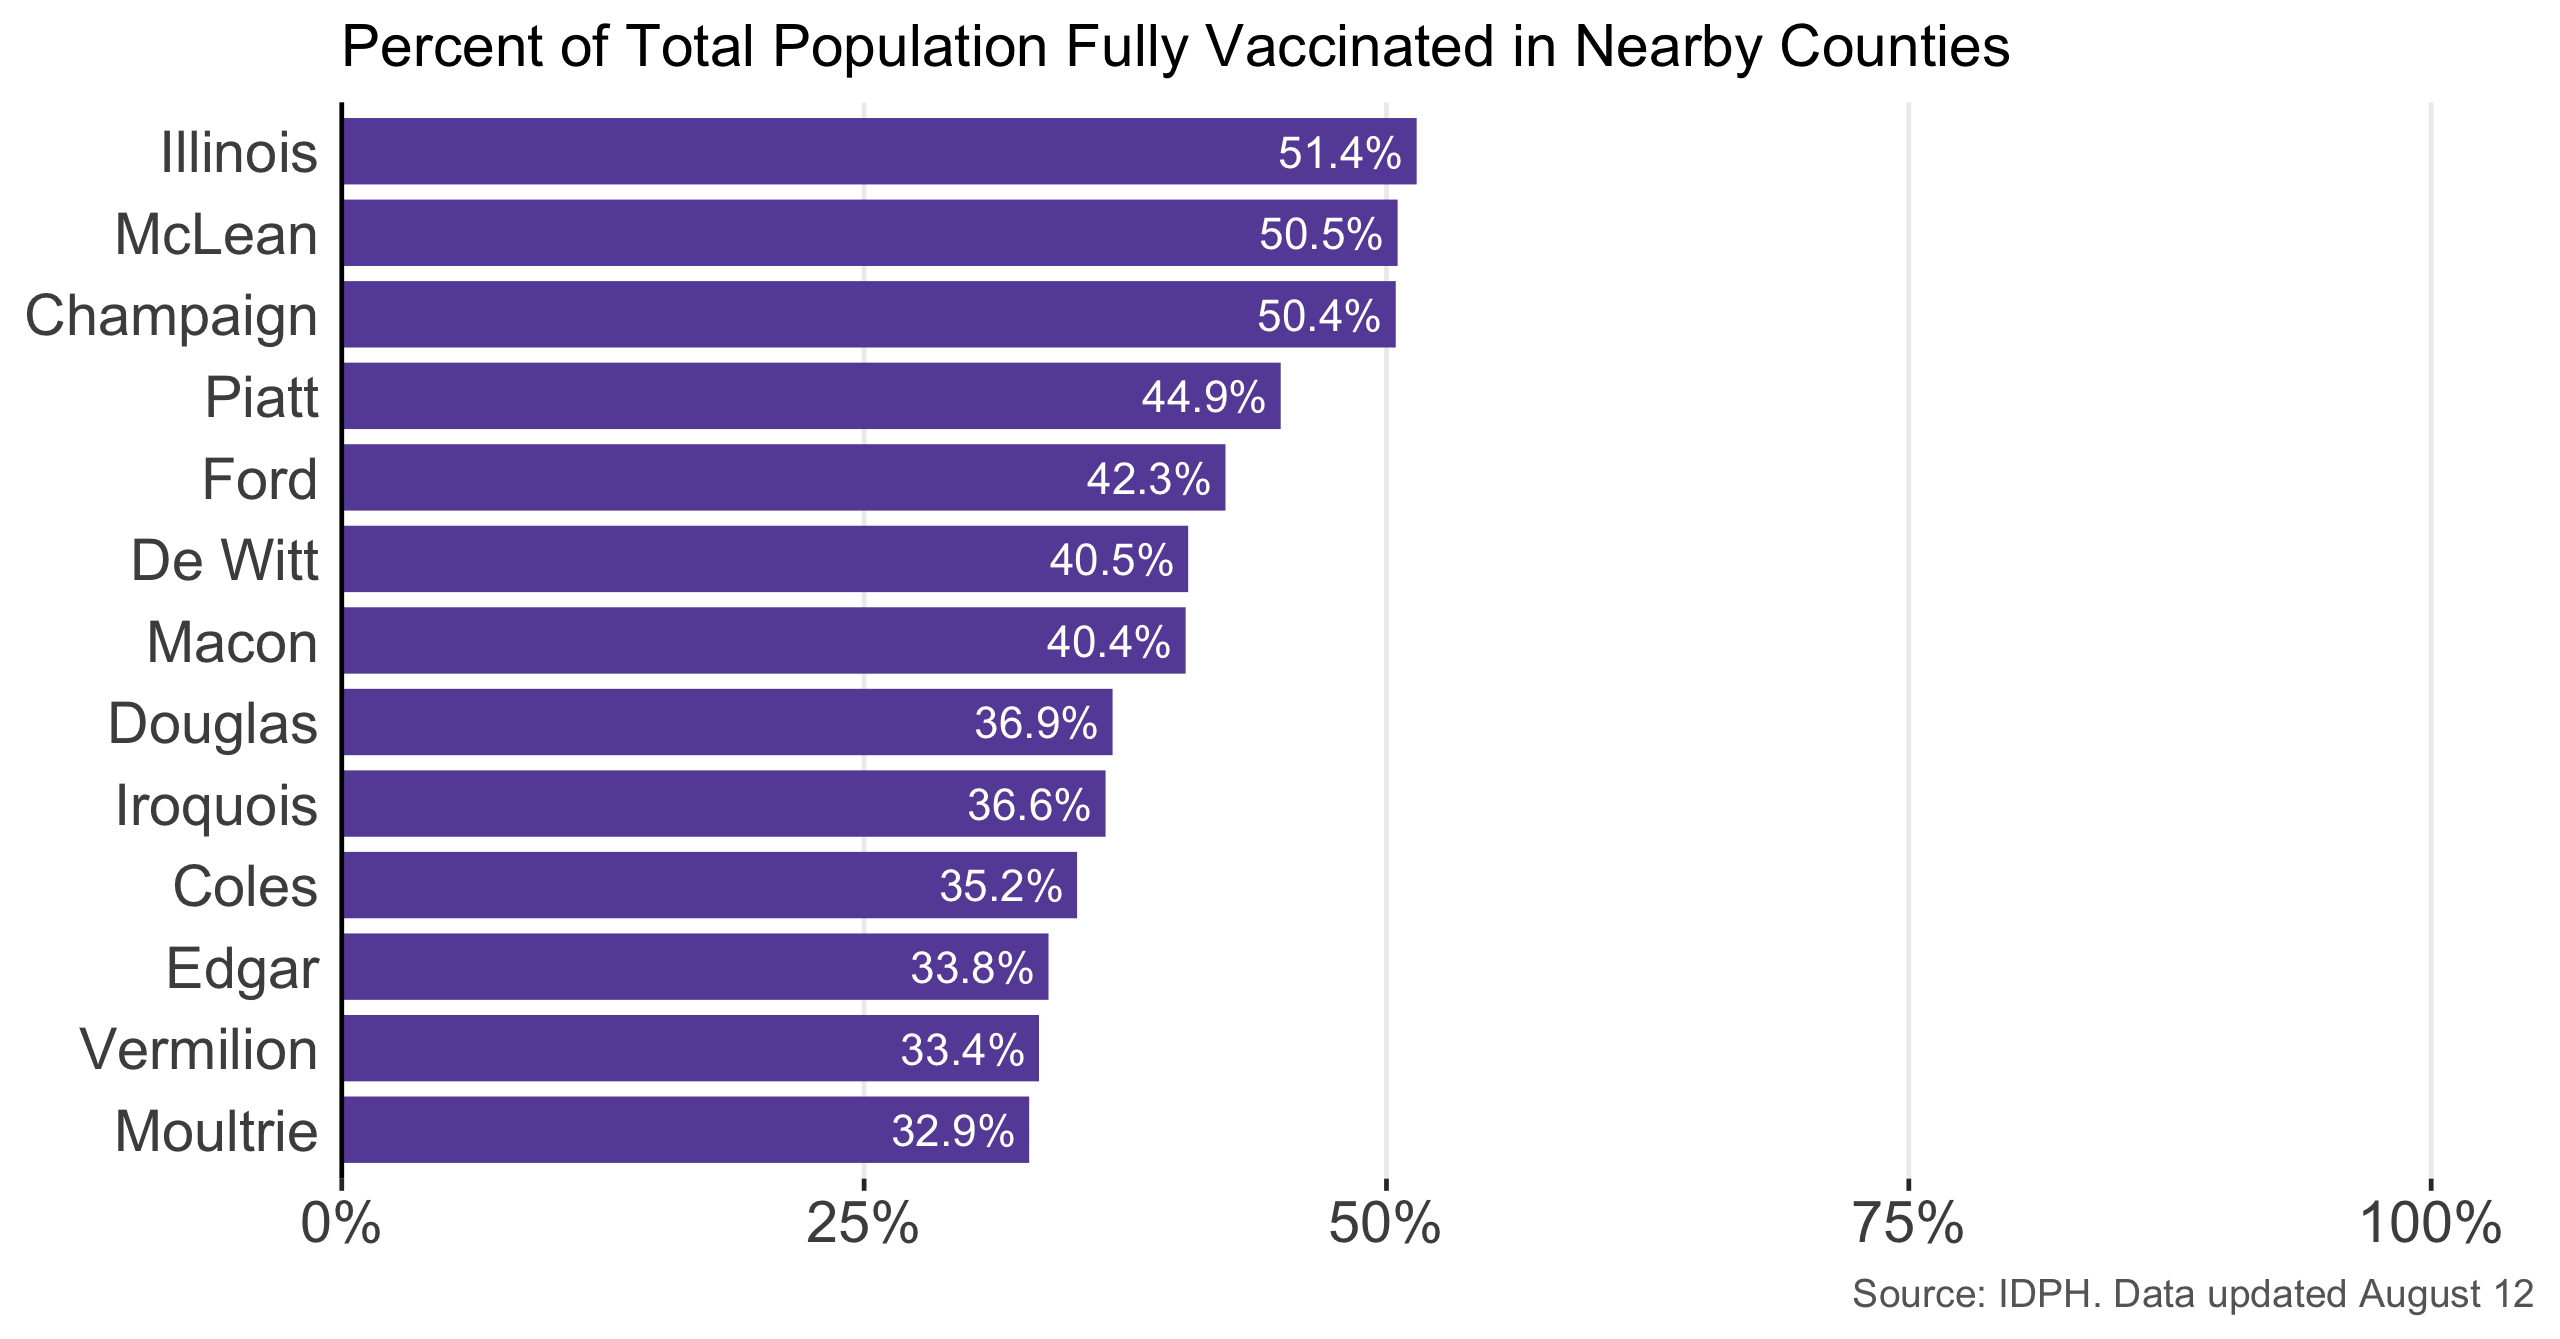 Percent of Total Population Fully Vaccinated in Nearby Counties
Illinois 51.4%
McLean 50.5%
Champaign 50.4%
Piatt 44.9%
Ford 42.3%
De Witt 40.5%
Macon 40.4%
Douglas 36.9%
Iroquois 36.6%
Coles 35.2%
Edgar 33.8%
Vermilion 33.4%
Moultrie 32.9%
0% 25% 50% 75% 100%
Source: IDPH. Data updated August 12